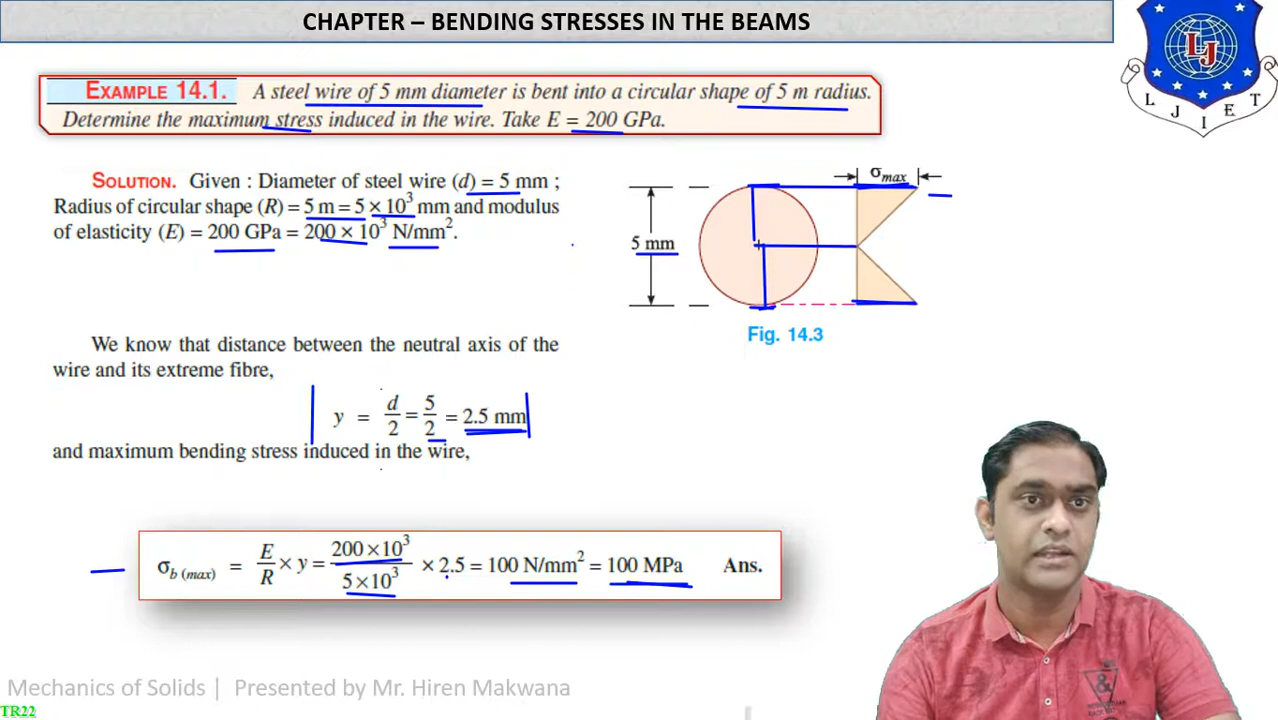 CHAPTER – BENDING STRESSES IN THE BEAMS
LJ
L J I E T
EXAMPLE 14.1. A steel wire of 5 mm diameter is bent into a circular shape of 5 m radius.
Determine the maximum stress induced in the wire. Take E = 200 GPa.
SOLUTION. Given : Diameter of steel wire (d) = 5 mm ;
Radius of circular shape (R) = 5 m = 5 × 10³ mm and modulus
of elasticity (E) = 200 GPa = 200 × 10³ N/mm².
σmax
5 mm
Fig. 14.3
We know that distance between the neutral axis of the
wire and its extreme fibre,
y = d/2 = 5/2 = 2.5 mm
and maximum bending stress induced in the wire,
σb (max) = E/R × y = 200×10³/5×10³ × 2.5 = 100 N/mm² = 100 MPa Ans.
Mechanics of Solids | Presented by Mr. Hiren Makwana
TR22